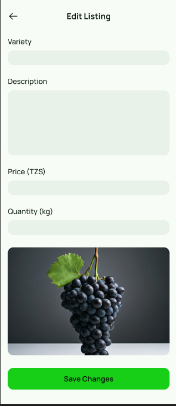 Edit Listing
Variety
Description
Price (TZS)
Quantity (kg)
Save Changes